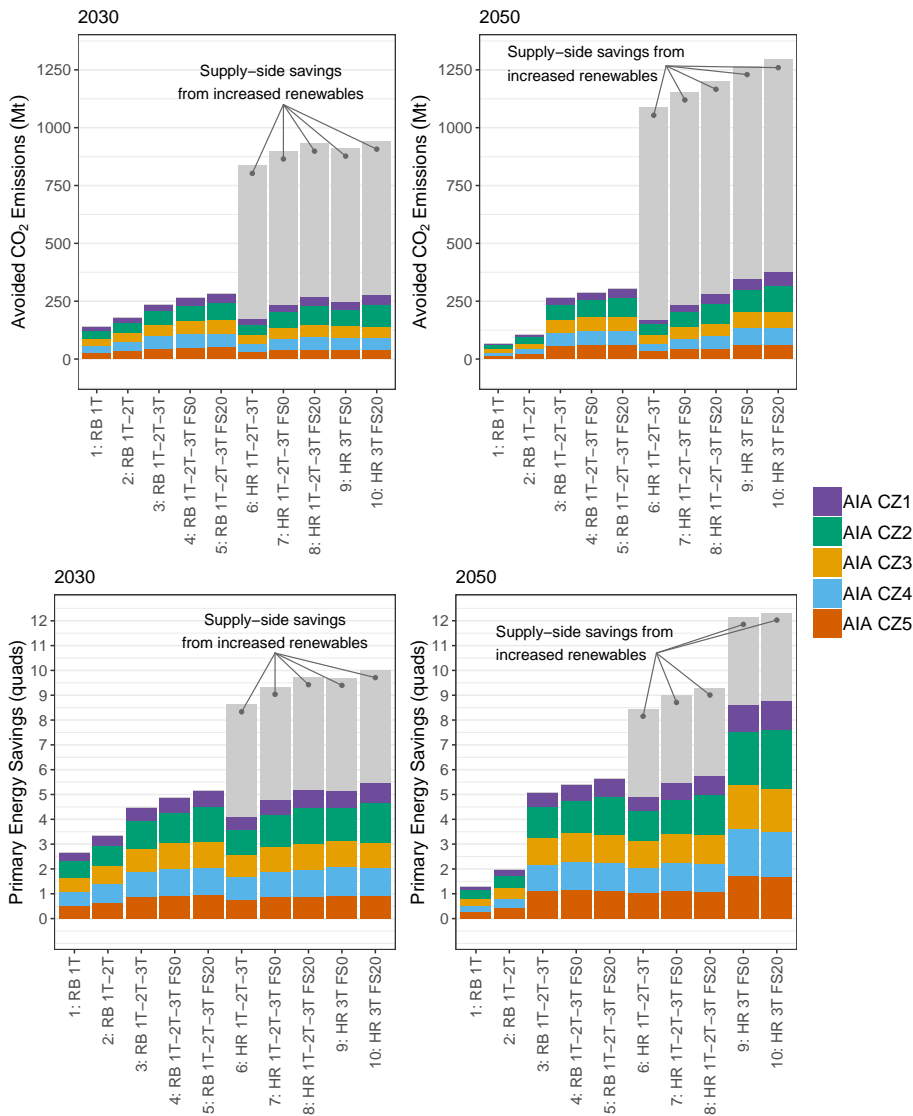 2030
Avoided CO2 Emissions (Mt)
1250
1000
750
500
250
0
Supply−side savings
from increased renewables
1: RB 1T
2: RB 1T−2T
3: RB 1T−2T−3T
4: RB 1T−2T−3T FS0
5: RB 1T−2T−3T FS20
6: HR 1T−2T−3T
7: HR 1T−2T−3T FS0
8: HR 1T−2T−3T FS20
9: HR 3T FS0
10: HR 3T FS20
2050
Avoided CO2 Emissions (Mt)
1250
1000
750
500
250
0
Supply−side savings from
increased renewables
1: RB 1T
2: RB 1T−2T
3: RB 1T−2T−3T
4: RB 1T−2T−3T FS0
5: RB 1T−2T−3T FS20
6: HR 1T−2T−3T
7: HR 1T−2T−3T FS0
8: HR 1T−2T−3T FS20
9: HR 3T FS0
10: HR 3T FS20
AIA CZ1
AIA CZ2
AIA CZ3
AIA CZ4
AIA CZ5
2030
Primary Energy Savings (quads)
12
11
10
9
8
7
6
5
4
3
2
1
0
Supply−side savings
from increased renewables
1: RB 1T
2: RB 1T−2T
3: RB 1T−2T−3T
4: RB 1T−2T−3T FS0
5: RB 1T−2T−3T FS20
6: HR 1T−2T−3T
7: HR 1T−2T−3T FS0
8: HR 1T−2T−3T FS20
9: HR 3T FS0
10: HR 3T FS20
2050
Primary Energy Savings (quads)
12
11
10
9
8
7
6
5
4
3
2
1
0
Supply−side savings from
increased renewables
1: RB 1T
2: RB 1T−2T
3: RB 1T−2T−3T
4: RB 1T−2T−3T FS0
5: RB 1T−2T−3T FS20
6: HR 1T−2T−3T
7: HR 1T−2T−3T FS0
8: HR 1T−2T−3T FS20
9: HR 3T FS0
10: HR 3T FS20